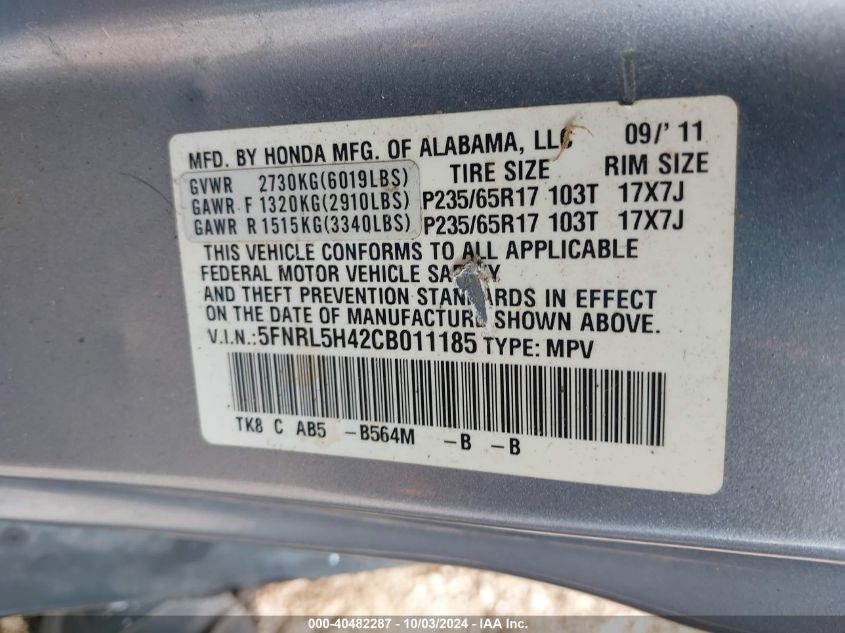 MFD. BY HONDA MFG. OF ALABAMA, LLC 09/' 11
TIRE SIZE RIM SIZE
GVWR 2730KG(6019LBS)
GAWR F 1320KG(2910LBS) P235/65R17 103T 17X7J
GAWR R 1515KG(3340LBS) P235/65R17 103T 17X7J
THIS VEHICLE CONFORMS TO ALL APPLICABLE
FEDERAL MOTOR VEHICLE SAFETY
AND THEFT PREVENTION STANDARDS IN EFFECT
ON THE DATE OF MANUFACTURE SHOWN ABOVE.
V.I.N.:5FNRL5H42CB011185 TYPE: MPV
TK8 C AB5 -B564M -B -B
000-40482287 - 10/03/2024 - IAAI Inc.